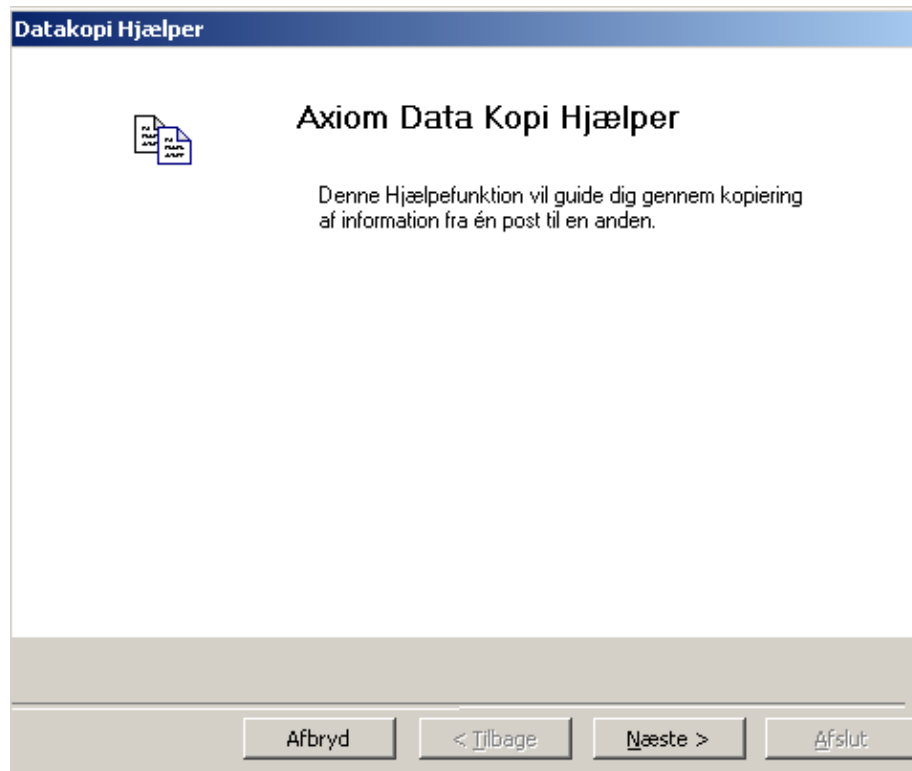 Datakopi Hjælper
Axiom Data Kopi Hjælper
Denne Hjælpefunktion vil guide dig gennem kopiering
af information fra én post til en anden.
Afbryd
< Tilbage
Næste >
Afslut